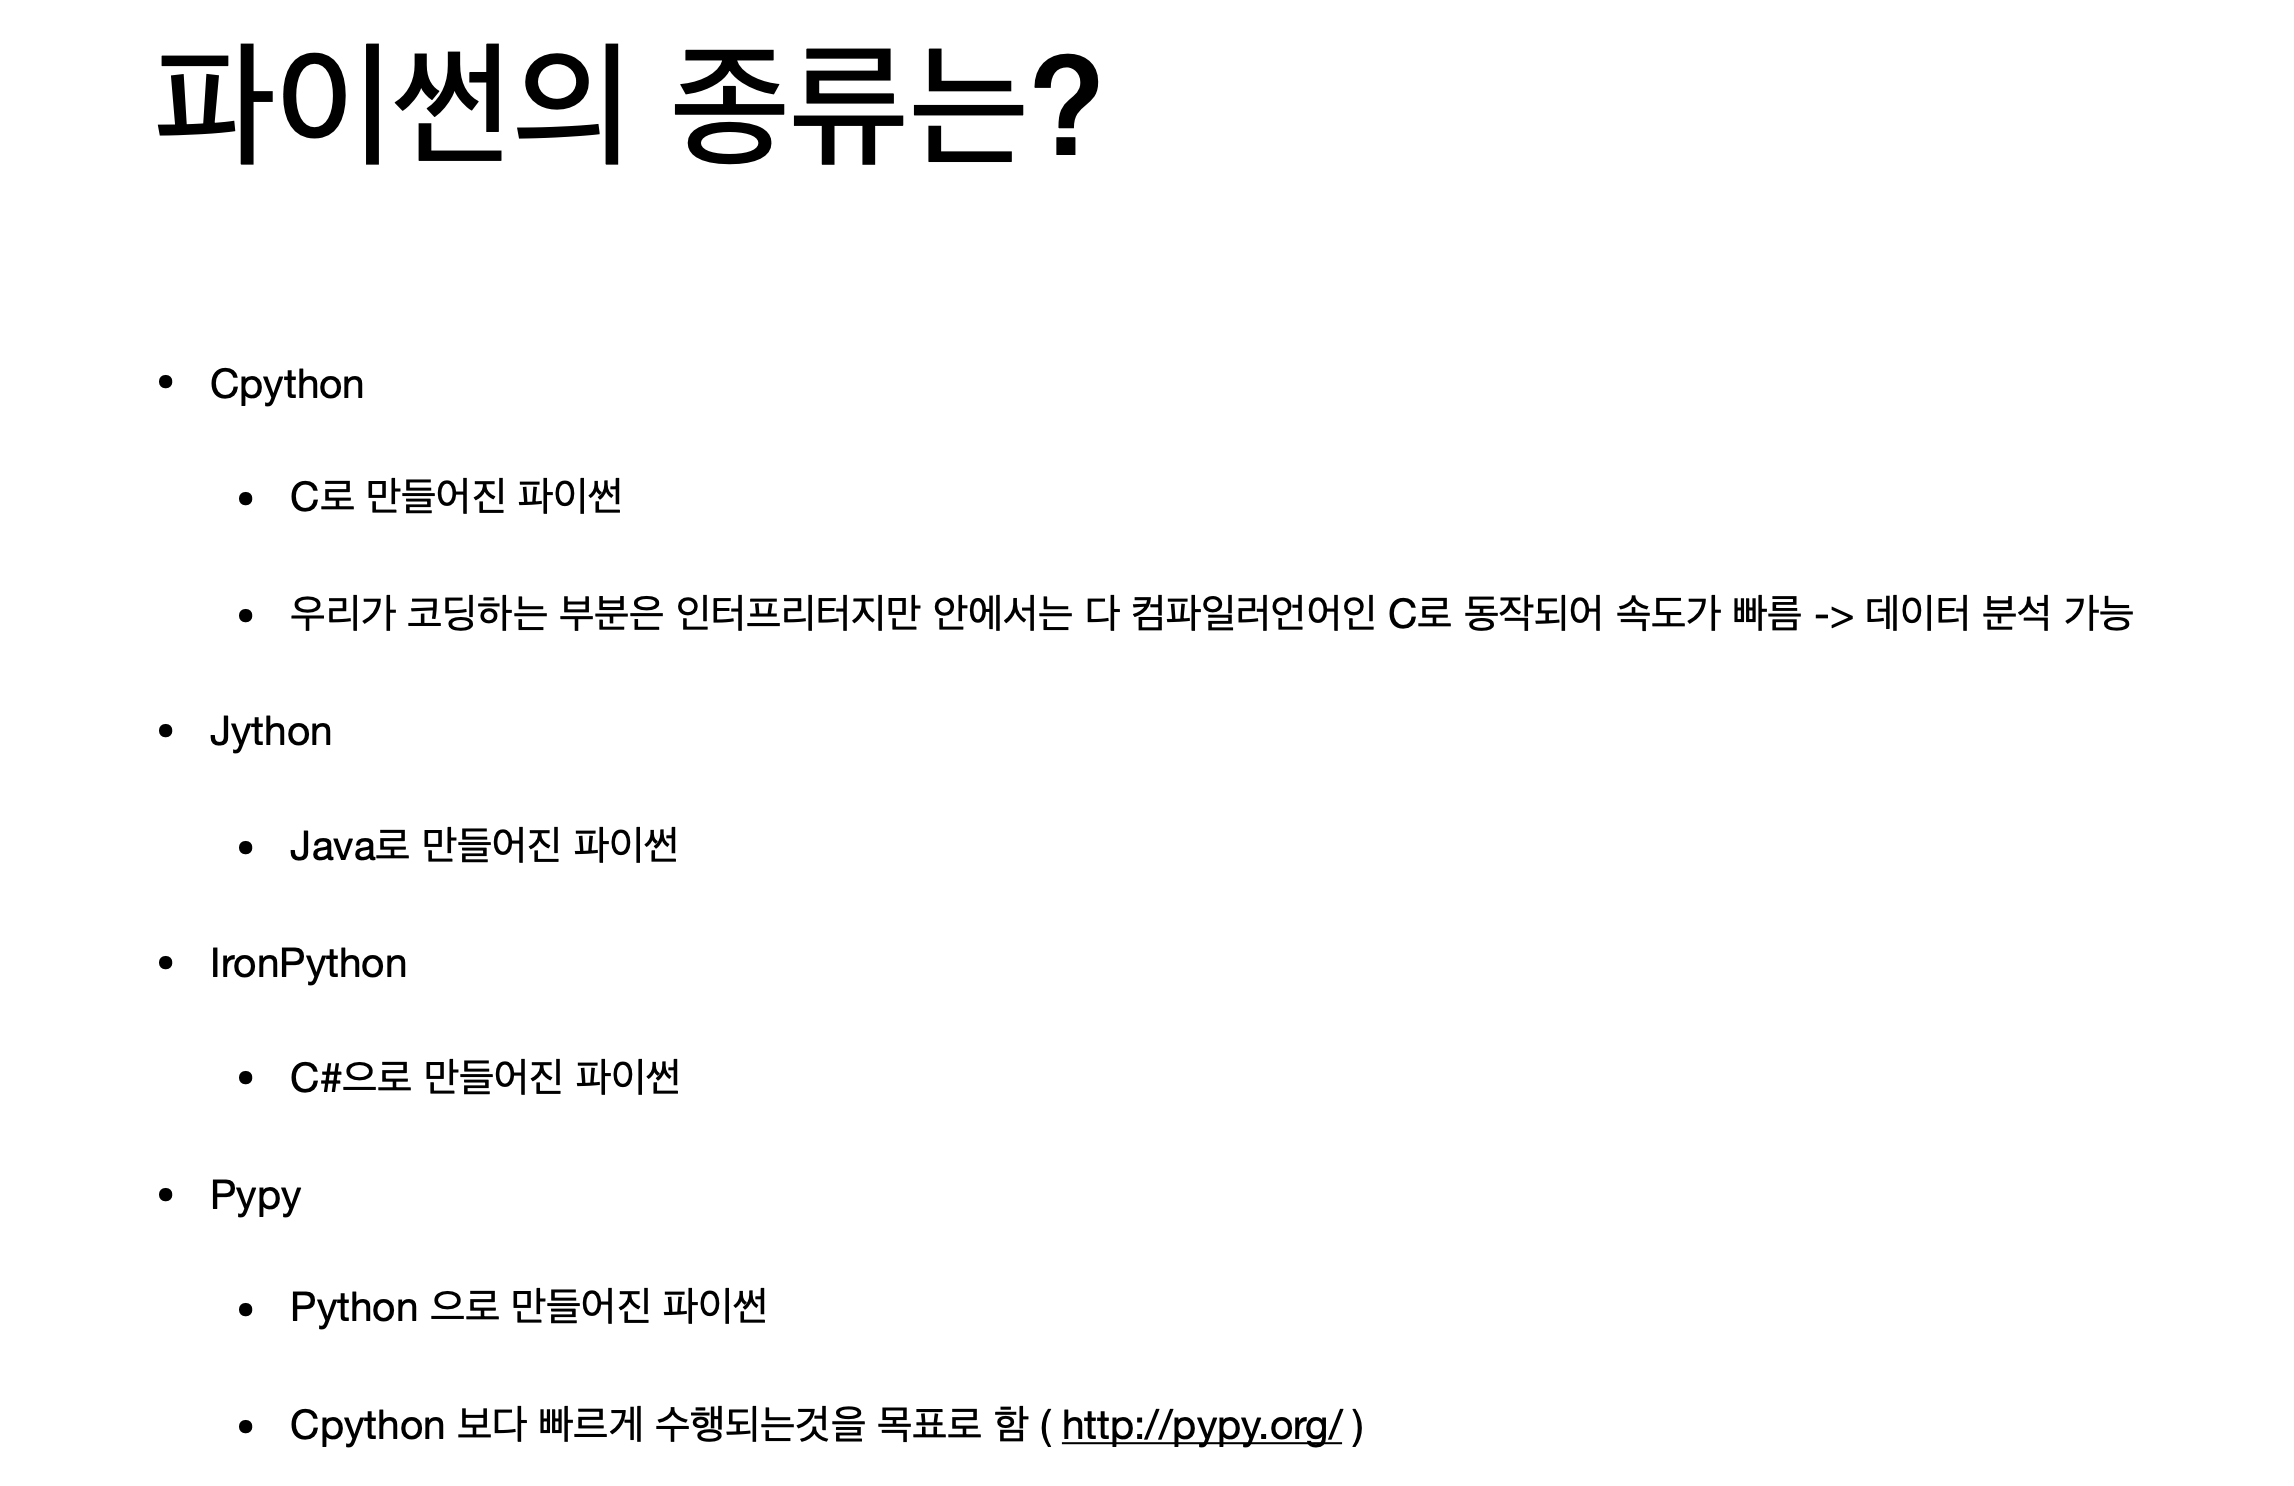 파이썬의 종류는?
• Cpython
• C로 만들어진 파이썬
• 우리가 코딩하는 부분은 인터프리터지만 안에서는 다 컴파일러언어인 C로 동작되어 속도가 빠름 -> 데이터 분석 가능
• Jython
• Java로 만들어진 파이썬
• IronPython
• C#으로 만들어진 파이썬
• Pypy
• Python 으로 만들어진 파이썬
• Cpython 보다 빠르게 수행되는것을 목표로 함 ( http://pypy.org/ )